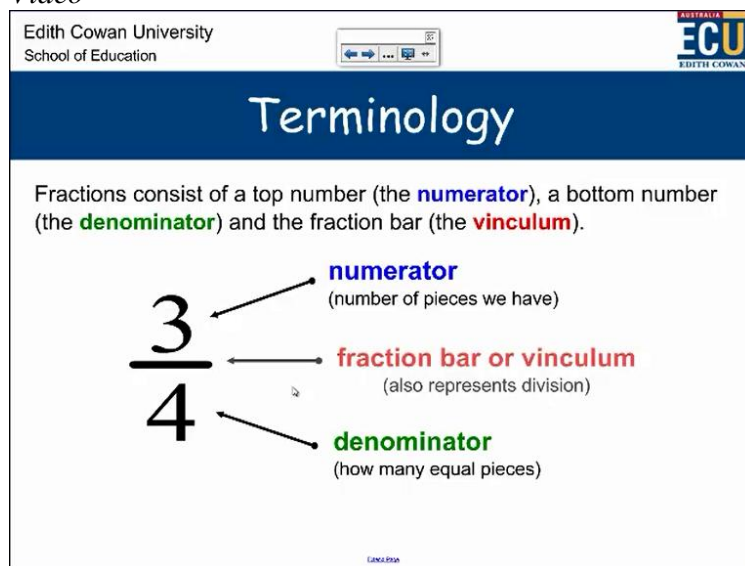 Video
Edith Cowan University
School of Education
AUSTRALIA
ECU
EDITH COWAN
Terminology
Fractions consist of a top number (the numerator), a bottom number
(the denominator) and the fraction bar (the vinculum).
numerator
(number of pieces we have)
3
fraction bar or vinculum
(also represents division)
4
denominator
(how many equal pieces)